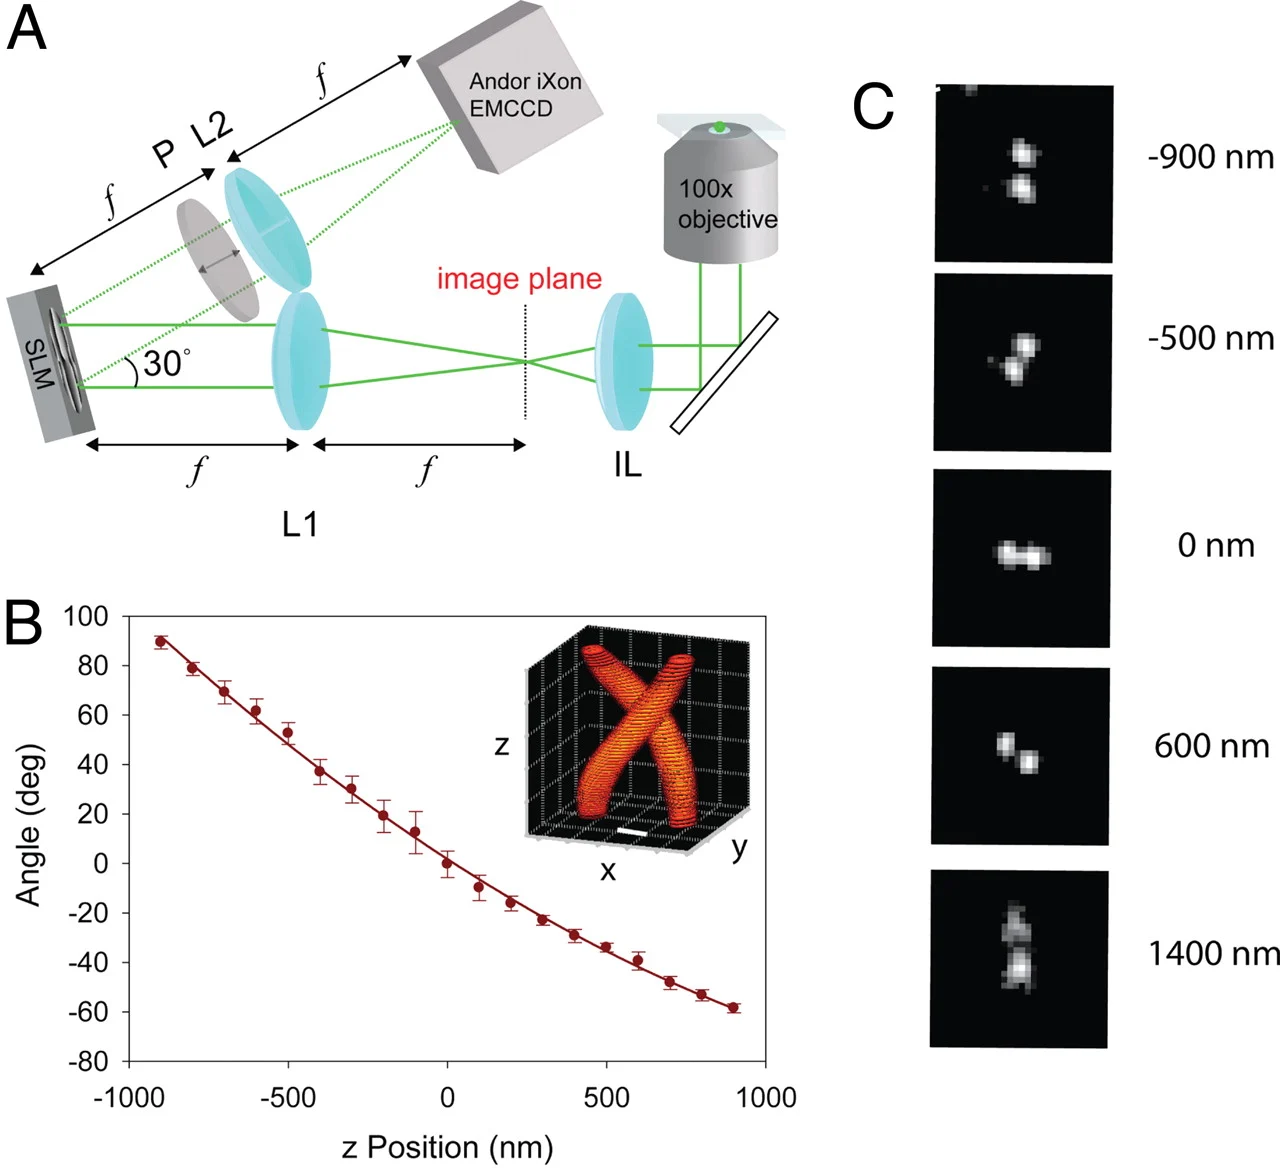 A
f
Andor iXon
EMCCD
P L2
f
100x
objective
image plane
SLM
30°
f
f
IL
L1
B
100
80
60
40
20
0
-20
-40
-60
-80
Angle (deg)
-1000
-500
0
500
1000
z Position (nm)
z
x
y
C
-900 nm
-500 nm
0 nm
600 nm
1400 nm